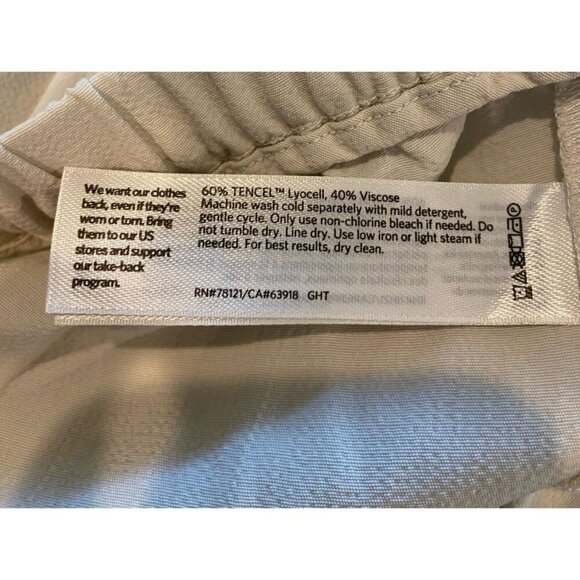 We want our clothes
back, even if they're
worn or torn. Bring
them to our US
stores and support
our take-back
program.
60% TENCEL™ Lyocell, 40% Viscose
Machine wash cold separately with mild detergent,
gentle cycle. Only use non-chlorine bleach if needed. Do
not tumble dry. Line dry. Use low iron or light steam if
needed. For best results, dry clean.
RN#78121/CA#63918 GHT